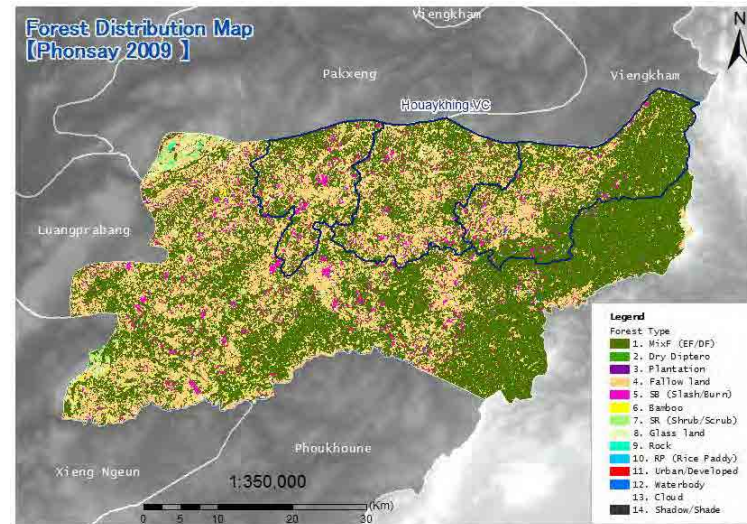 Forest Distribution Map
【Phonsay 2009 】
Viengkham
N
Pakxeng
Viengkham
Houaykhing VC
Luangprabang
Phoukhoune
Xieng Ngeun
1:350,000
(Km)
0 5 10 20 30
Legend
Forest Type
1. MixF (EF/DF)
2. Dry Diptero
3. Plantation
4. Fallow land
5. SB (Slash/Burn)
6. Bamboo
7. SR (Shrub/Scrub)
8. Glass land
9. Rock
10. RP (Rice Paddy)
11. Urban/Developed
12. Waterbody
13. Cloud
14. Shadow/Shade